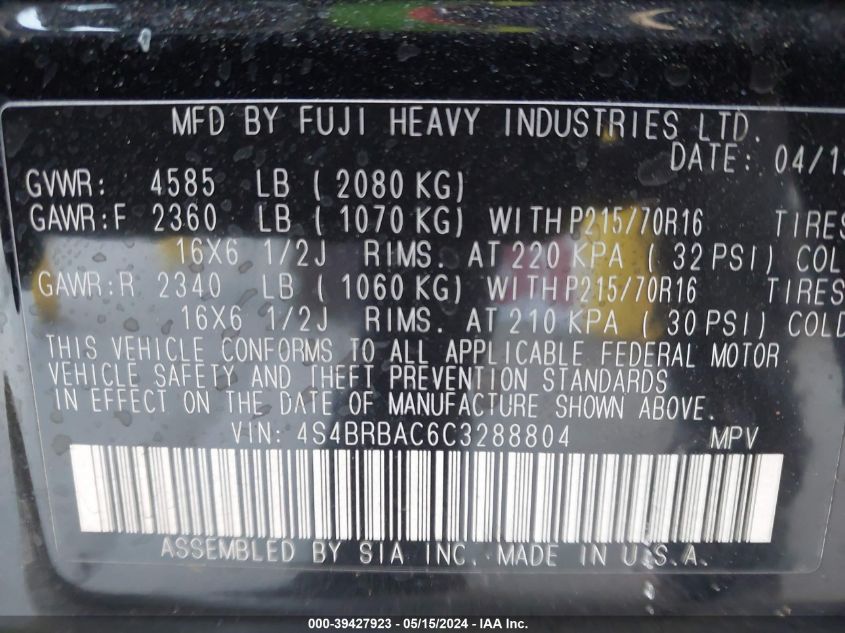 MFD BY FUJI HEAVY INDUSTRIES LTD.
DATE: 04/1
GVWR: 4585 LB ( 2080 KG)
GAWR:F 2360 LB ( 1070 KG) WITH P215/70R16 TIRES
16X6 1/2J RIMS. AT 220 KPA ( 32 PSI) COL
GAWR:R 2340 LB ( 1060 KG) WITH P215/70R16 TIRES
16X6 1/2J RIMS. AT 210 KPA ( 30 PSI) COLD
THIS VEHICLE CONFORMS TO ALL APPLICABLE FEDERAL MOTOR
VEHICLE SAFETY AND THEFT PREVENTION STANDARDS
IN EFFECT ON THE DATE OF MANUFACTURE SHOWN ABOVE.
VIN: 4S4BRBAC6C3288804 MPV
ASSEMBLED BY SIA INC. MADE IN U.S.A.
000-39427923 - 05/15/2024 - IAA Inc.